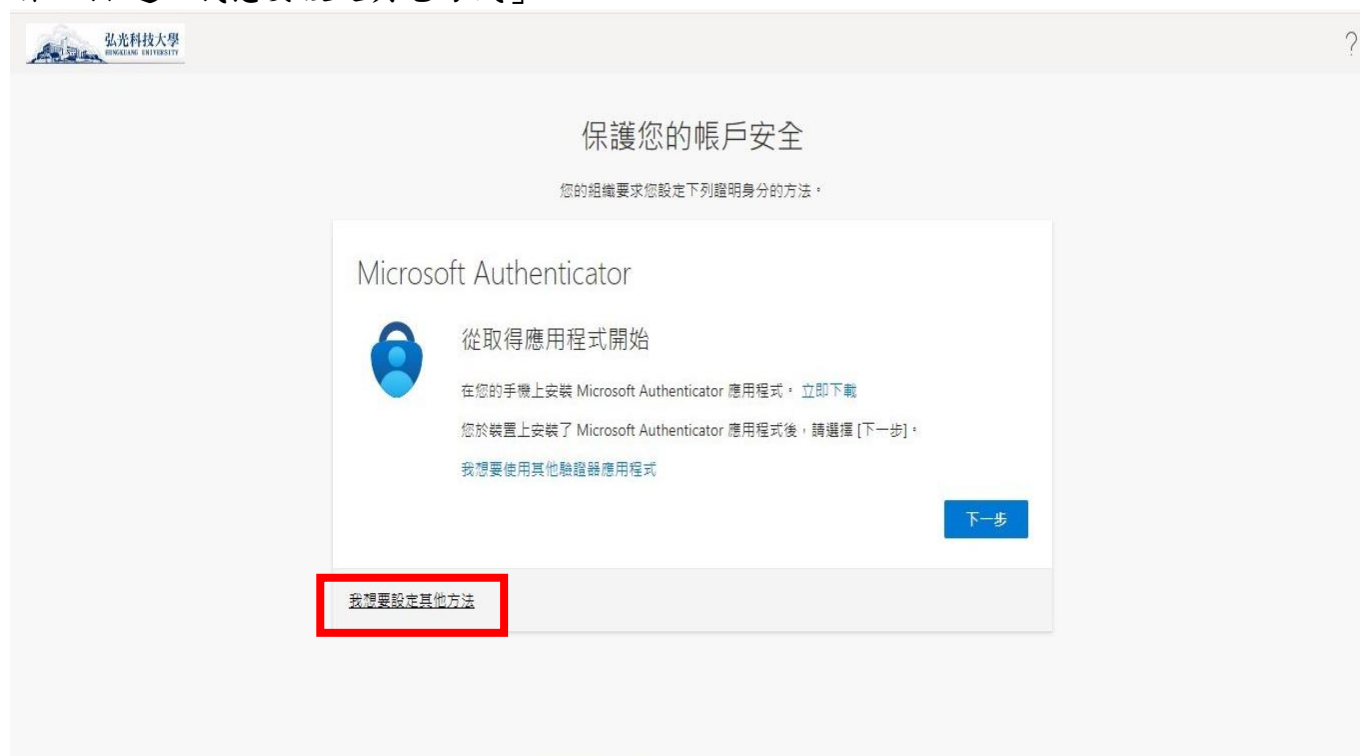 弘光科技大學
HUNGKUANG UNIVERSITY
?
保護您的帳戶安全
您的組織要求您設定下列證明身分的方法。
Microsoft Authenticator
從取得應用程式開始
在您的手機上安裝 Microsoft Authenticator 應用程式。 立即下載
您於裝置上安裝了 Microsoft Authenticator 應用程式後，請選擇 [下一步]。
我想要使用其他驗證器應用程式
下一步
我想要設定其他方法